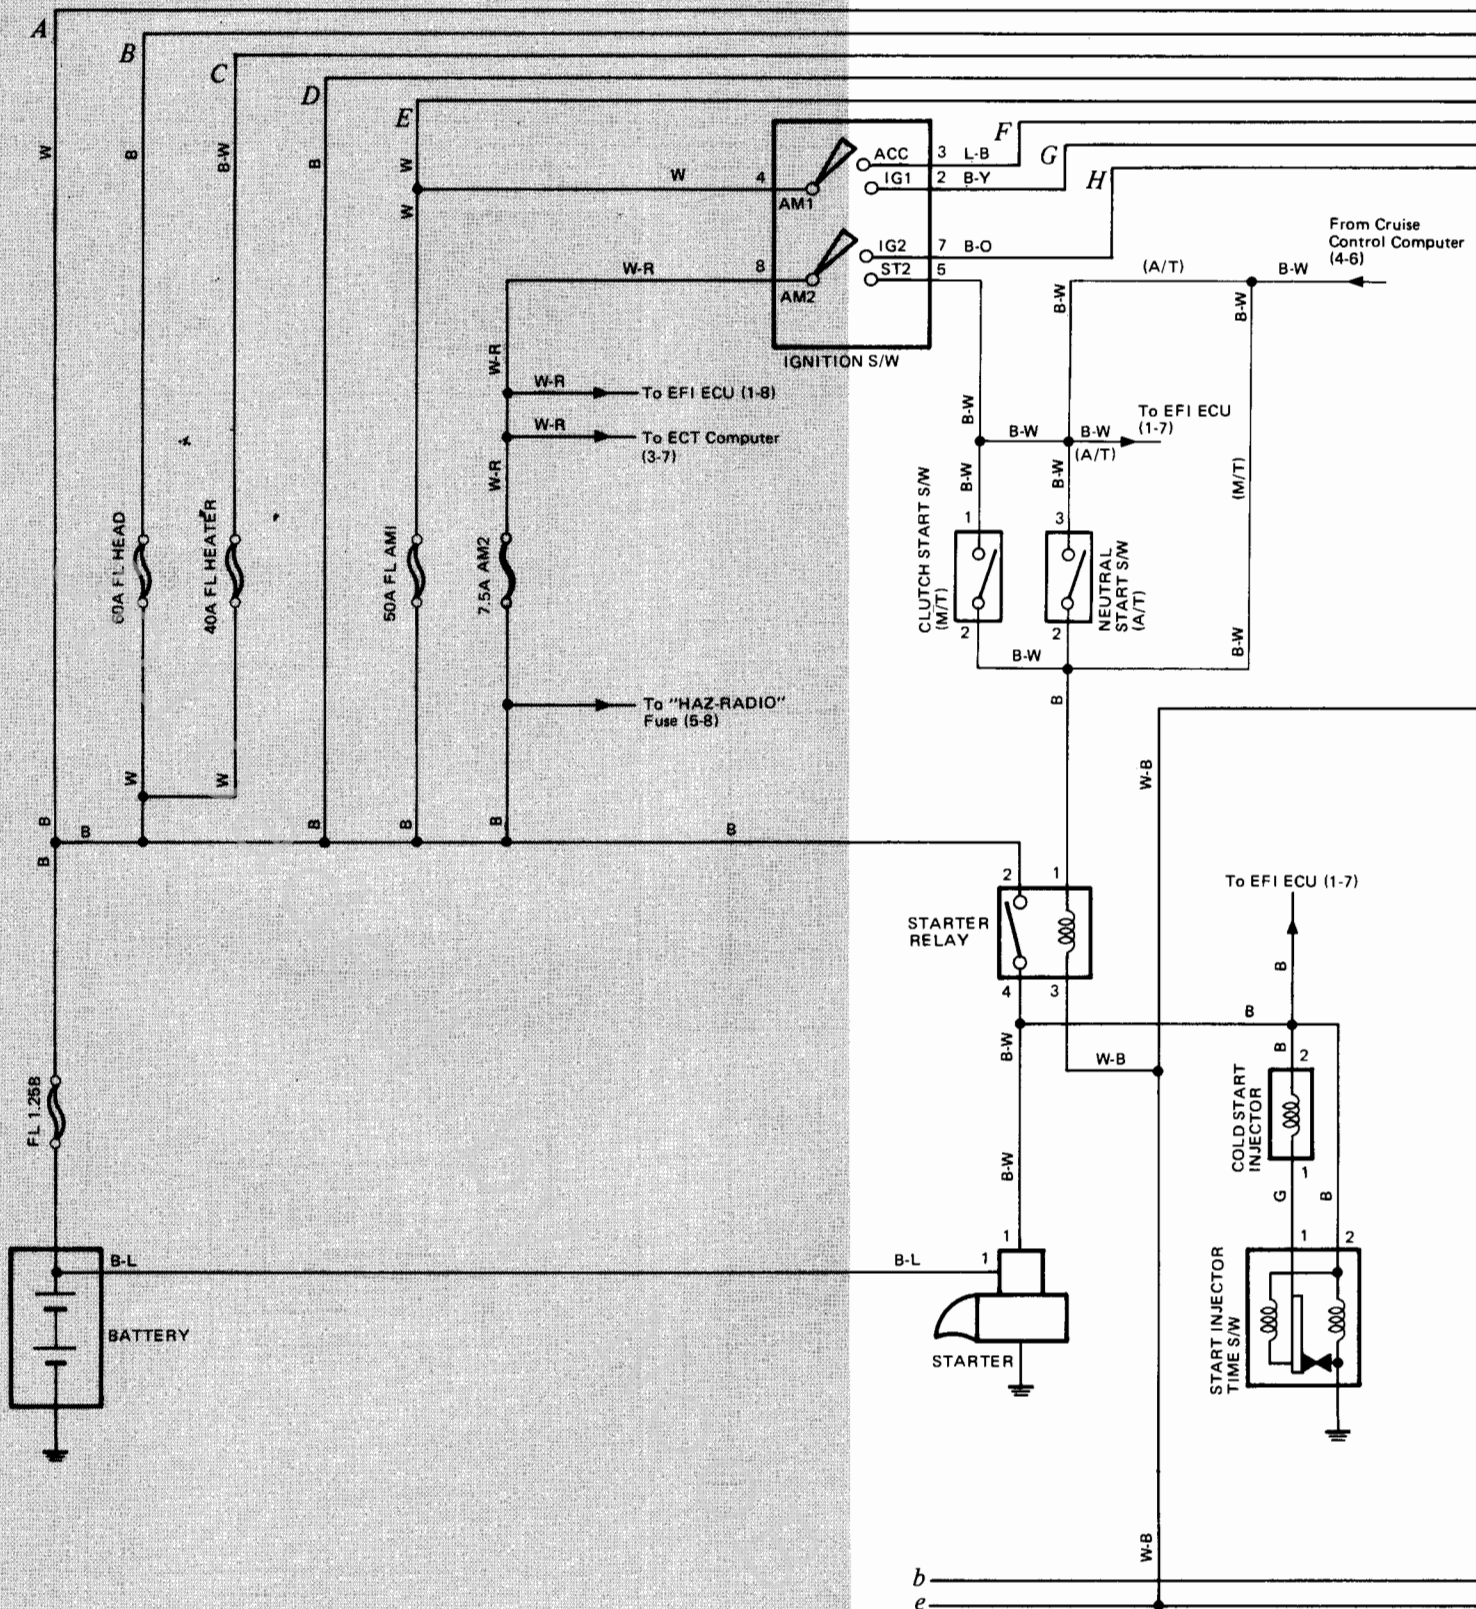 A
B
C
D
E
F
G
H
W
B
B-W
B
W
W
W
4
AM1
ACC
3
L-B
IG1
2
B-Y
IG2
7
B-O
ST2
5
W-R
8
AM2
IGNITION S/W
From Cruise
Control Computer
(4-6)
(A/T)
B-W
B-W
B-W
W-R
W-R
To EFI ECU (1-8)
W-R
To ECT Computer
(3-7)
W-R
B-W
B-W
B-W
(A/T)
To EFI ECU
(1-7)
B-W
B-W
(M/T)
60A FL HEAD
40A FL HEATER
50A FL AM1
7.5A AM2
CLUTCH START S/W
(M/T)
1
2
3
2
NEUTRAL
START S/W
(A/T)
B-W
B-W
B
To "HAZ-RADIO"
Fuse (5-8)
W
W
W-B
B
B
B
B
B
B
B
B
2
1
STARTER
RELAY
4
3
To EFI ECU (1-7)
B
B
B
2
B-W
W-B
COLD START
INJECTOR
1
FL 1.25B
B-W
G
B
1
2
1
1
B-L
B-L
BATTERY
STARTER
START INJECTOR
TIME S/W
W-B
b
e